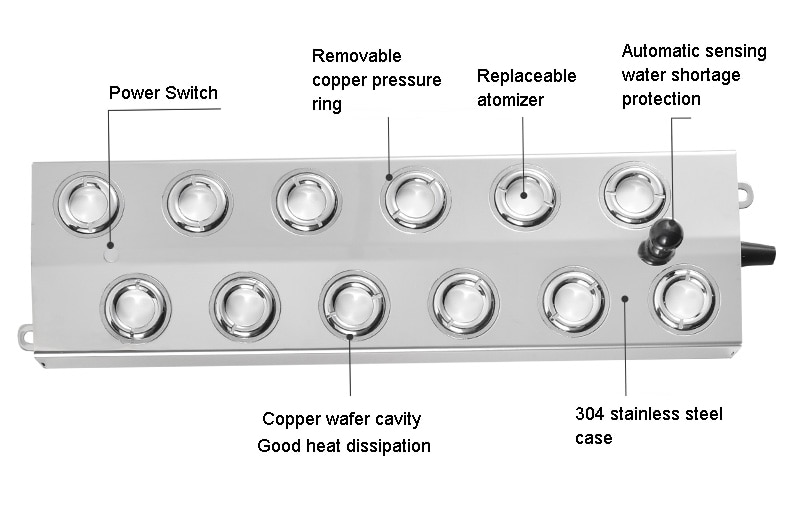 Power Switch
Removable
copper pressure
ring
Replaceable
atomizer
Automatic sensing
water shortage
protection
Copper wafer cavity
Good heat dissipation
304 stainless steel
case